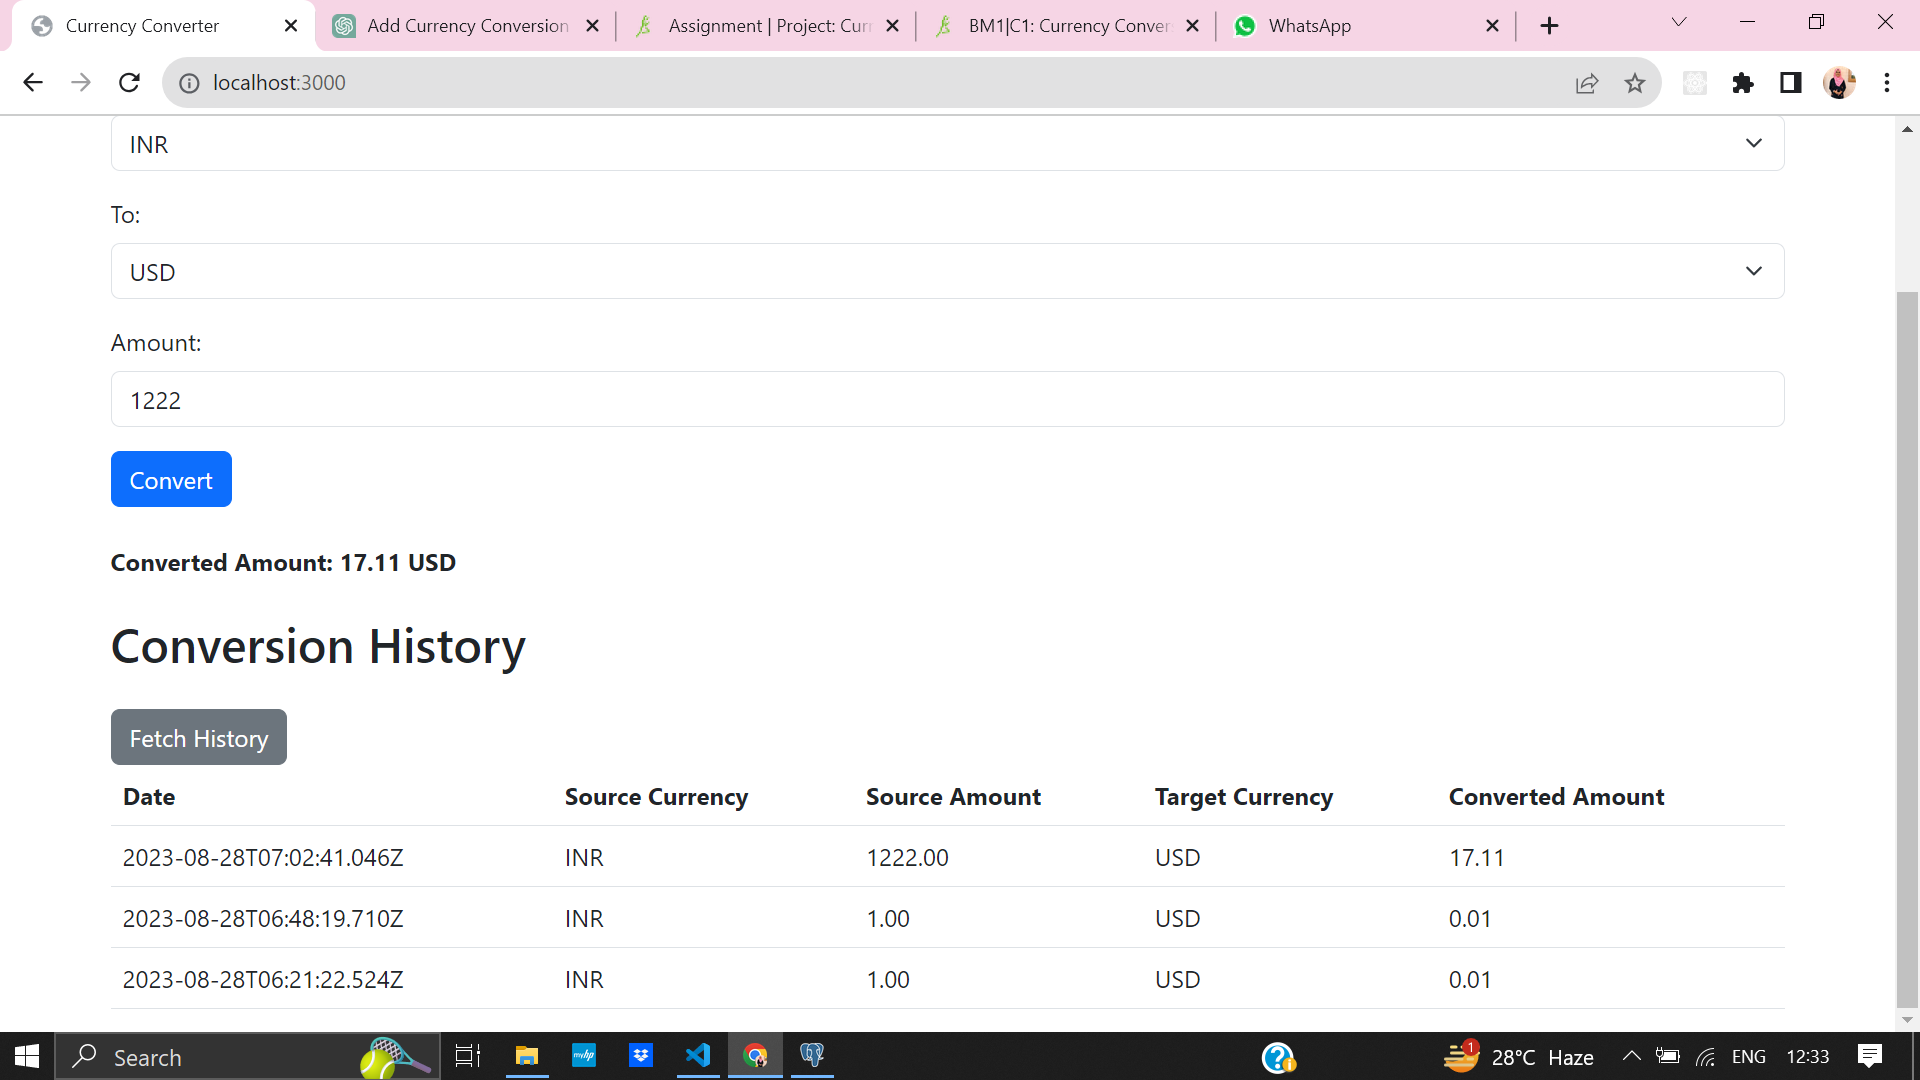 Currency Converter
Add Currency Conversion
Assignment | Project: Curr
BM1|C1: Currency Conver
WhatsApp
localhost:3000
INR
To:
USD
Amount:
1222
Convert
Converted Amount: 17.11 USD
Conversion History
Fetch History
Date Source Currency Source Amount Target Currency Converted Amount
2023-08-28T07:02:41.046Z INR 1222.00 USD 17.11
2023-08-28T06:48:19.710Z INR 1.00 USD 0.01
2023-08-28T06:21:22.524Z INR 1.00 USD 0.01
Search
myhp
1
28°C Haze
ENG
12:33